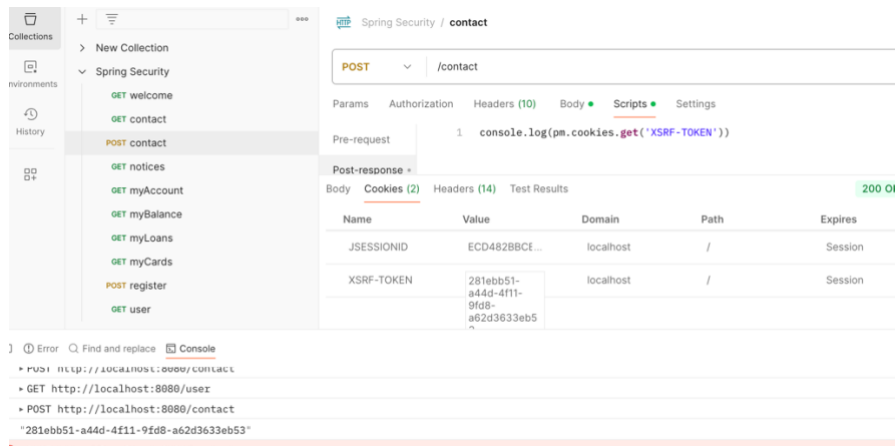 Collections
New Collection
Spring Security / contact
Spring Security
POST
/contact
Environments
GET welcome
GET contact
Params Authorization Headers (10) Body Scripts Settings
History
POST contact
Pre-request
1 console.log(pm.cookies.get('XSRF-TOKEN'))
GET notices
Post-response
GET myAccount
Body Cookies (2) Headers (14) Test Results
200 O
GET myBalance
Name Value Domain Path Expires
GET myLoans
JSESSIONID ECD482BBCE... localhost / Session
GET myCards
XSRF-TOKEN 281ebb51-
a44d-4f11-
9fd8-
a62d3633eb5
localhost / Session
POST register
GET user
Error Find and replace Console
POST http://localhost:8080/contact
GET http://localhost:8080/user
POST http://localhost:8080/contact
"281ebb51-a44d-4f11-9fd8-a62d3633eb53"